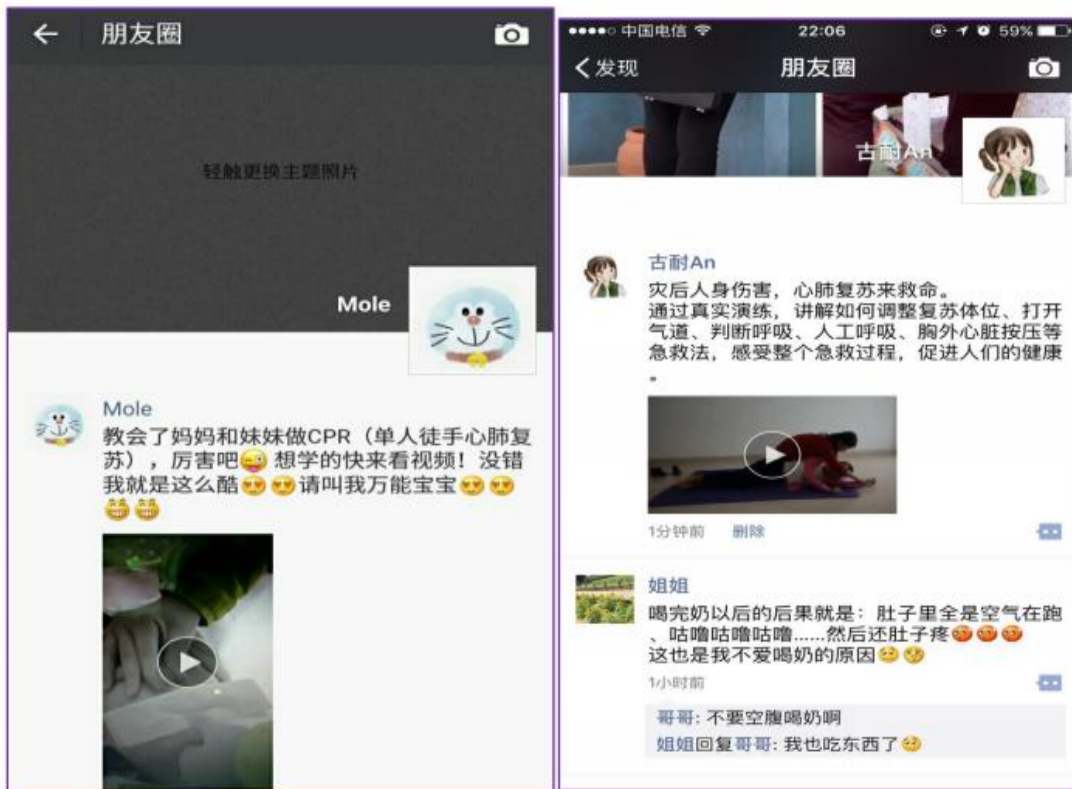 朋友圈
轻触更换主题照片
Mole
Mole
教会了妈妈和妹妹做CPR(单人徒手心肺复
苏),厉害吧 想学的快来看视频!没错
我就是这么酷 请叫我万能宝宝
中国电信 22:06 59%
发现 朋友圈
古耐An
古耐An
灾后人身伤害,心肺复苏来救命。
通过真实演练,讲解如何调整复苏体位、打开
气道、判断呼吸、人工呼吸、胸外心脏按压等
急救法,感受整个急救过程,促进人们的健康
。
1分钟前 删除
姐姐
喝完奶以后的后果就是:肚子里全是空气在跑
、咕噜咕噜咕噜......然后还肚子疼
这也是我不爱喝奶的原因
1小时前
哥哥: 不要空腹喝奶啊
姐姐回复哥哥: 我也吃东西了